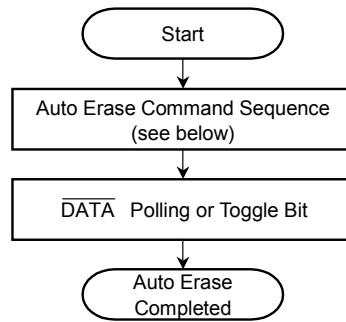 Start
Auto Erase Command Sequence
(see below)
DATA Polling or Toggle Bit
Auto Erase
Completed